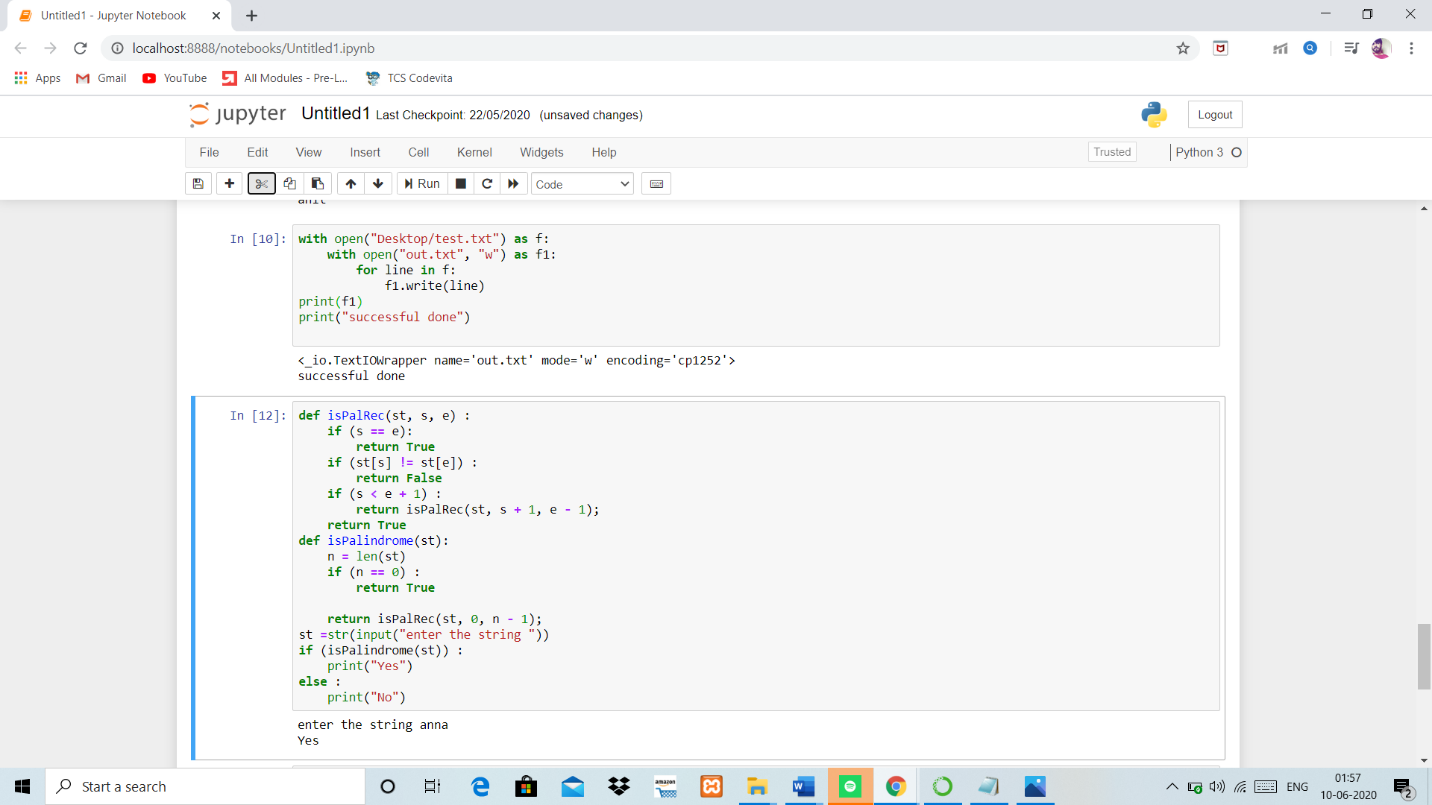 Untitled1 - Jupyter Notebook
localhost:8888/notebooks/Untitled1.ipynb
Apps Gmail YouTube All Modules - Pre-L... TCS Codevita
jupyter Untitled1 Last Checkpoint: 22/05/2020 (unsaved changes) Logout
File Edit View Insert Cell Kernel Widgets Help Trusted Python 3
Run Code
In [10]: with open("Desktop/test.txt") as f:
    with open("out.txt", "w") as f1:
        for line in f:
            f1.write(line)
print(f1)
print("successful done")
<_io.TextIOWrapper name='out.txt' mode='w' encoding='cp1252'>
successful done
In [12]: def isPalRec(st, s, e) :
    if (s == e):
        return True
    if (st[s] != st[e]) :
        return False
    if (s < e + 1) :
        return isPalRec(st, s + 1, e - 1);
    return True
def isPalindrome(st):
    n = len(st)
    if (n == 0) :
        return True
    return isPalRec(st, 0, n - 1);
st =str(input("enter the string "))
if (isPalindrome(st)) :
    print("Yes")
else :
    print("No")
enter the string anna
Yes
Start a search
amazon
ENG
01:57
10-06-2020
2